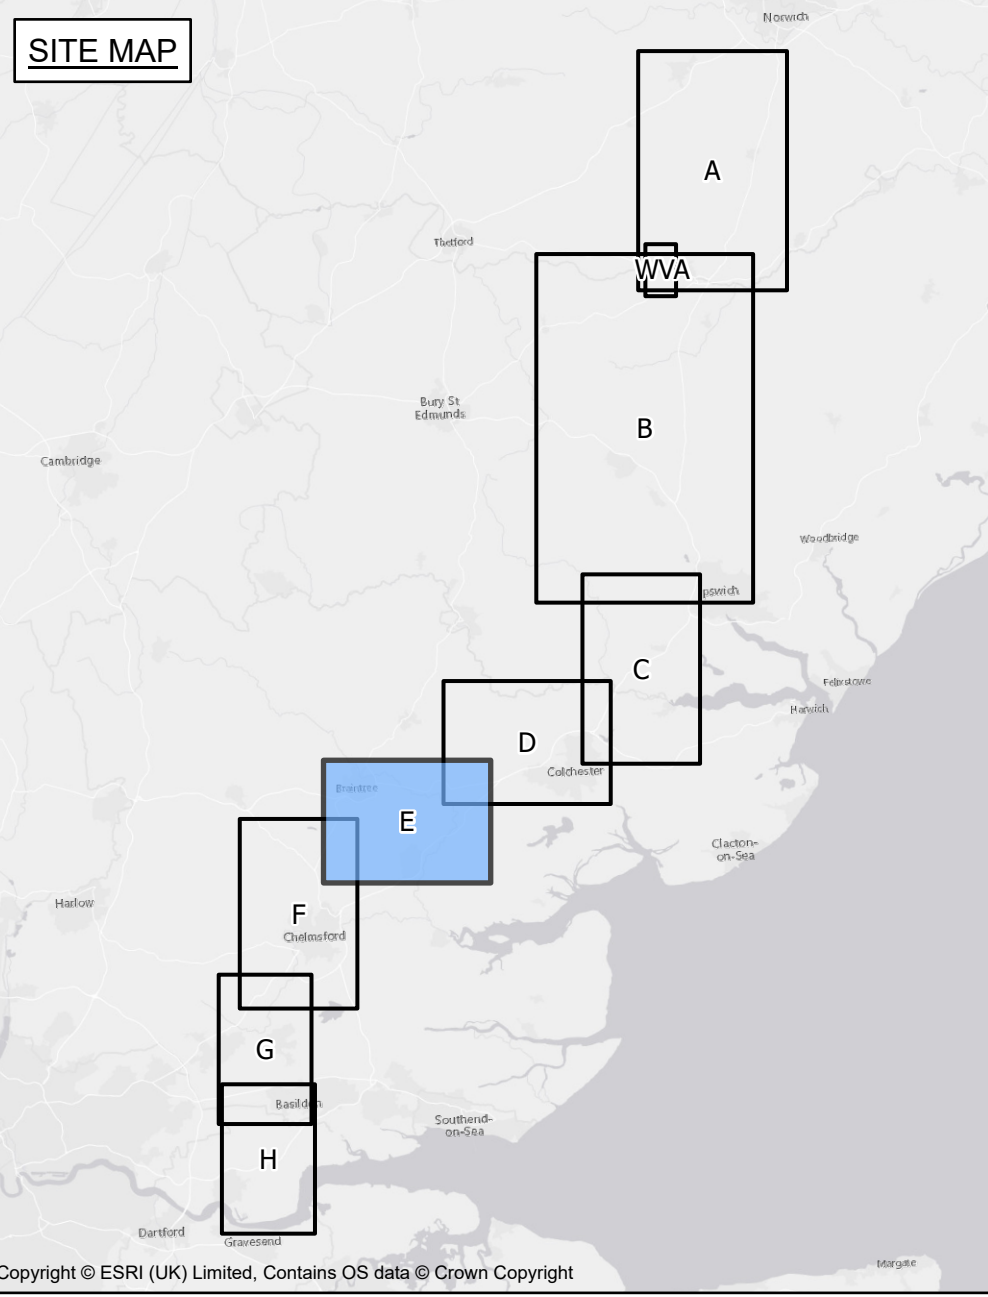 SITE MAP
Norwich
A
Thetford
WVA
Bury St
Edmunds
B
Cambridge
Woodbridge
pswich
C
Felixstowe
Harwich
D
Colchester
Braintree
E
Clacton-
on-Sea
Harlow
F
Chelmsford
G
Basildon
Southend-
on-Sea
H
Dartford
Gravesend
Margate
Copyright © ESRI (UK) Limited, Contains OS data © Crown Copyright